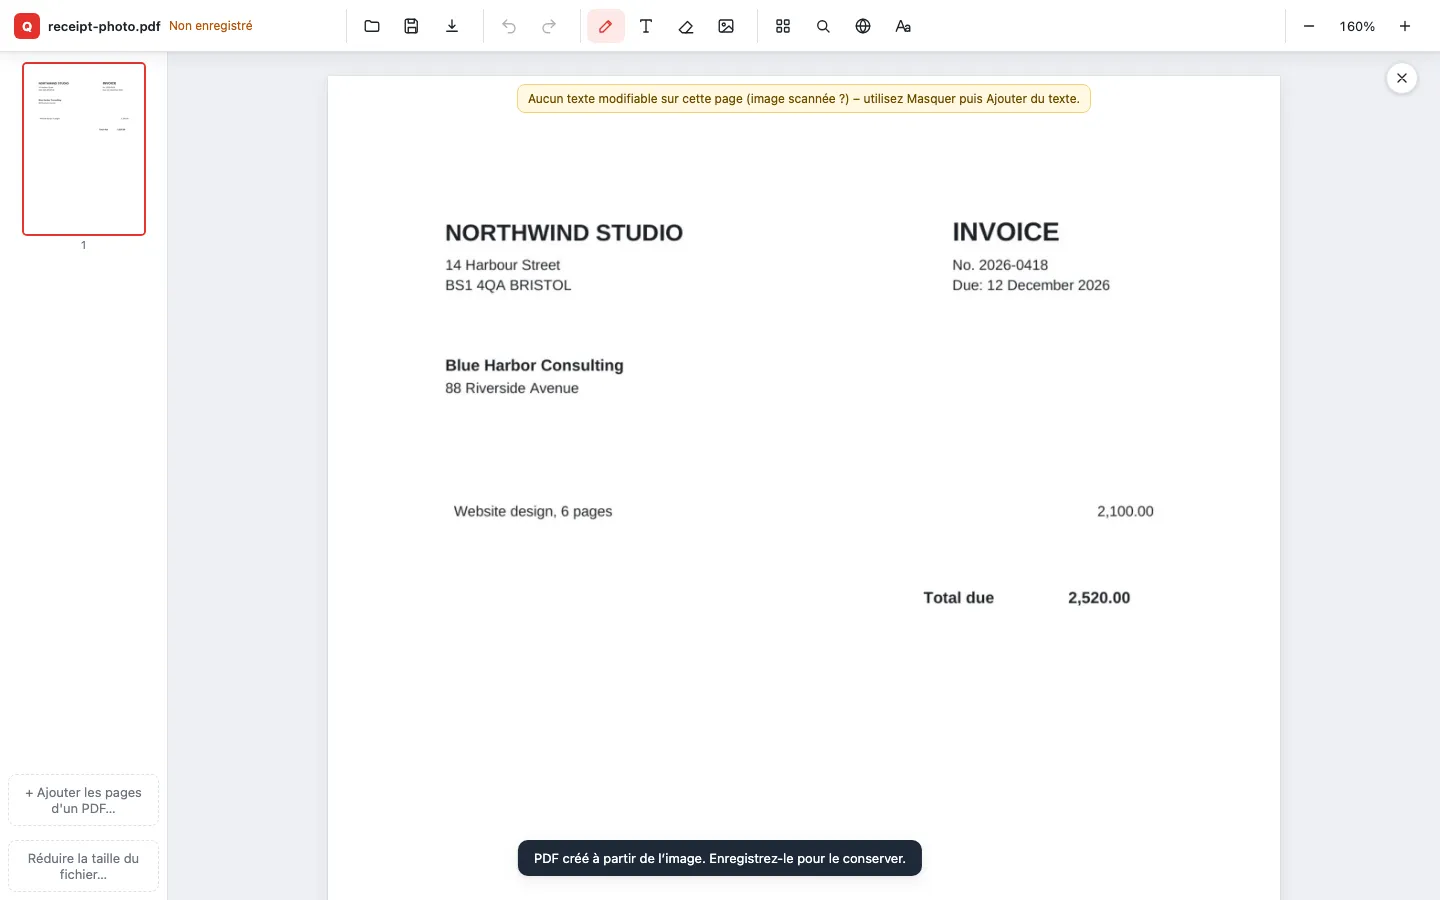 Q receipt-photo.pdf Non enregistré
160%
Aucun texte modifiable sur cette page (image scannée ?) – utilisez Masquer puis Ajouter du texte.
1
+ Ajouter les pages
d'un PDF...
Réduire la taille du
fichier...
NORTHWIND STUDIO
14 Harbour Street
BS1 4QA BRISTOL
INVOICE
No. 2026-0418
Due: 12 December 2026
Blue Harbor Consulting
88 Riverside Avenue
Website design, 6 pages 2,100.00
Total due 2,520.00
PDF créé à partir de l’image. Enregistrez-le pour le conserver.